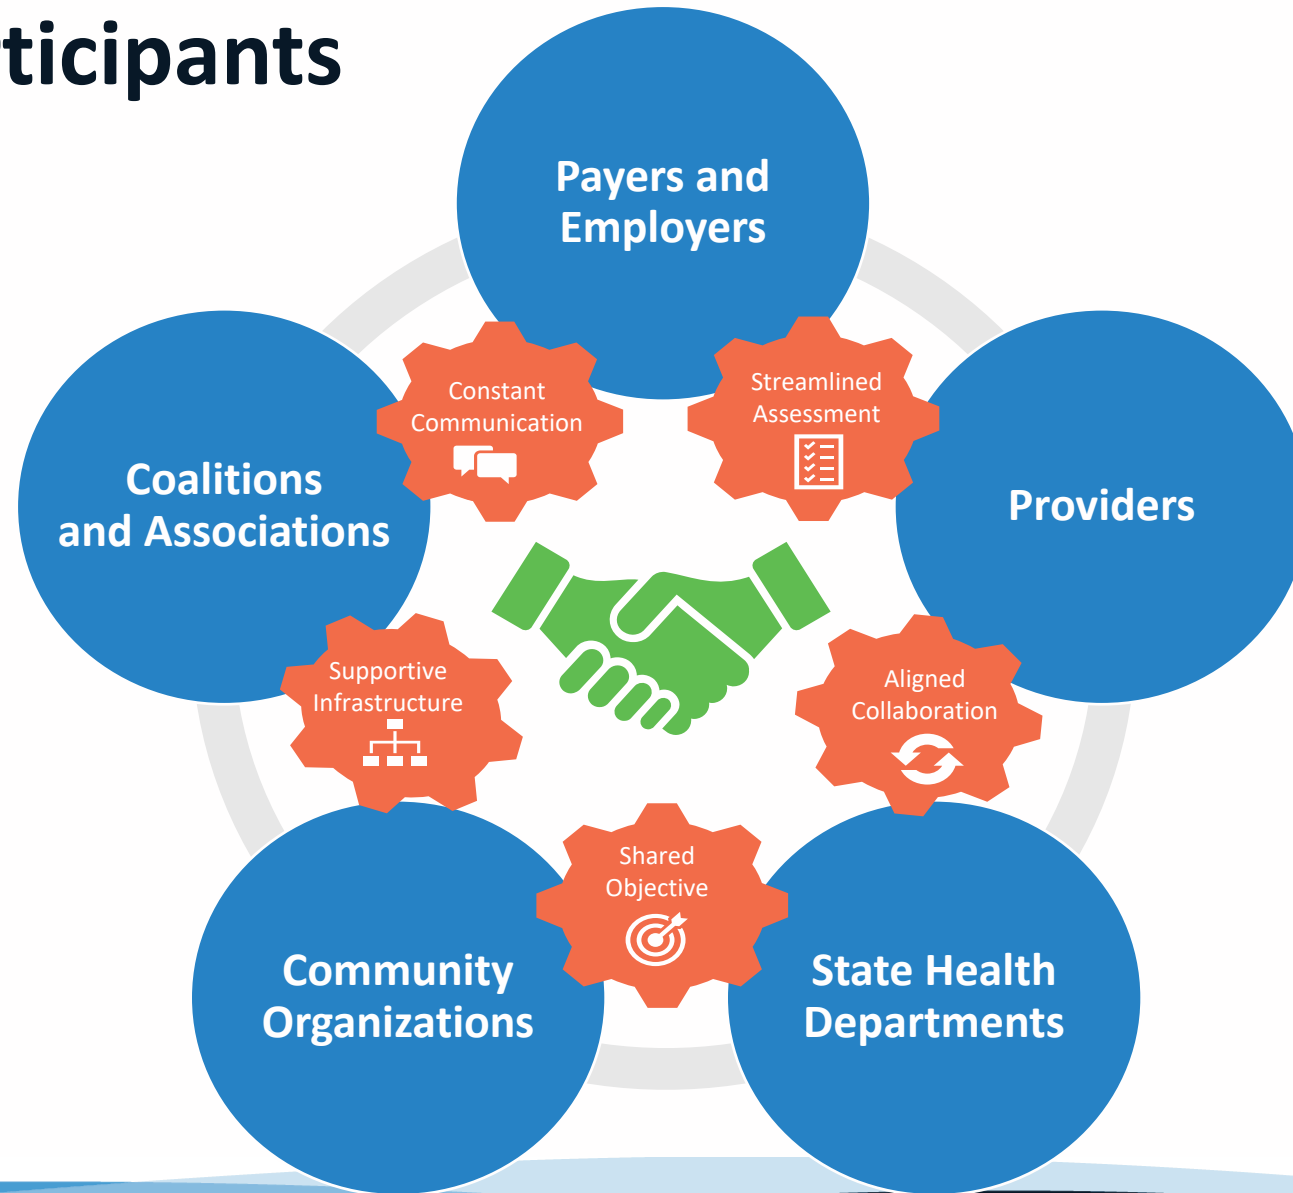 rticipants
Payers and
Employers
Constant
Communication
Streamlined
Assessment
Coalitions
and Associations
Providers
Supportive
Infrastructure
Aligned
Collaboration
Shared
Objective
Community
Organizations
State Health
Departments